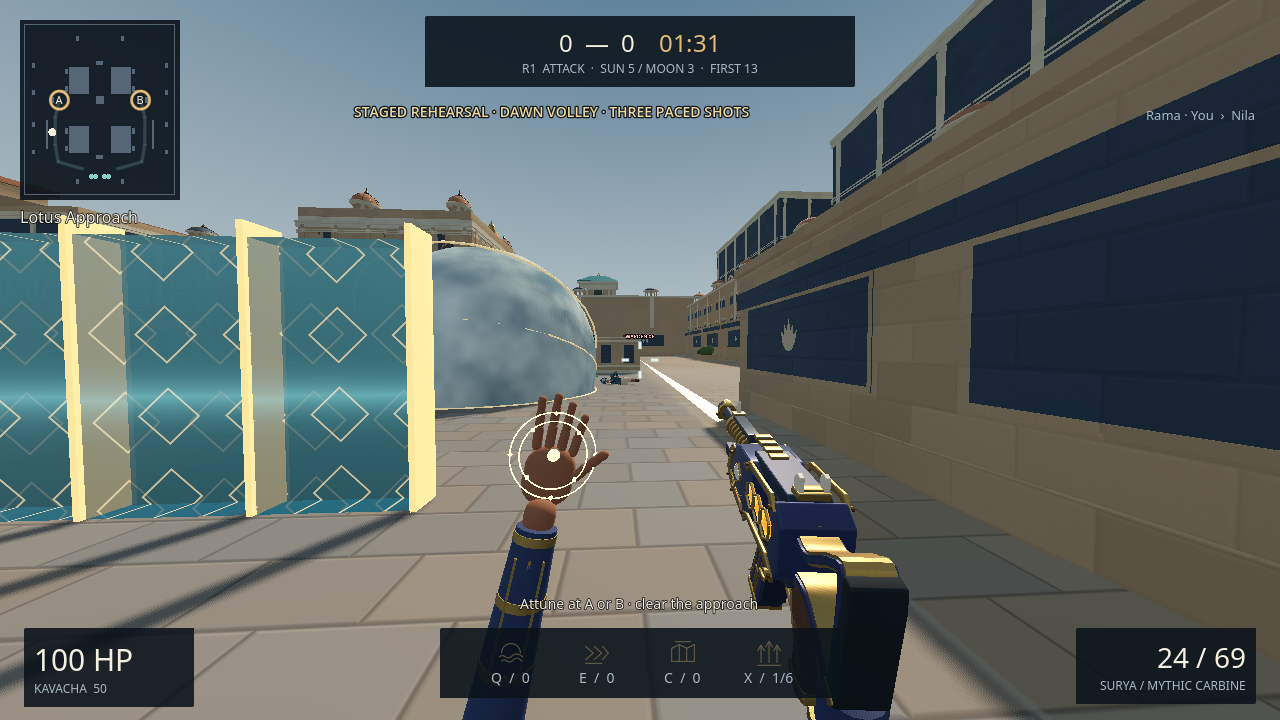 0 — 0 01:31
R1 ATTACK · SUN 5 / MOON 3 · FIRST 13
STAGED REHEARSAL · DAWN VOLLEY · THREE PACED SHOTS
Rama · You › Nila
A
B
Lotus Approach
Attune at A or B · clear the approach
100 HP
KAVACHA 50
Q / 0
E / 0
C / 0
X / 1/6
24 / 69
SURYA / MYTHIC CARBINE